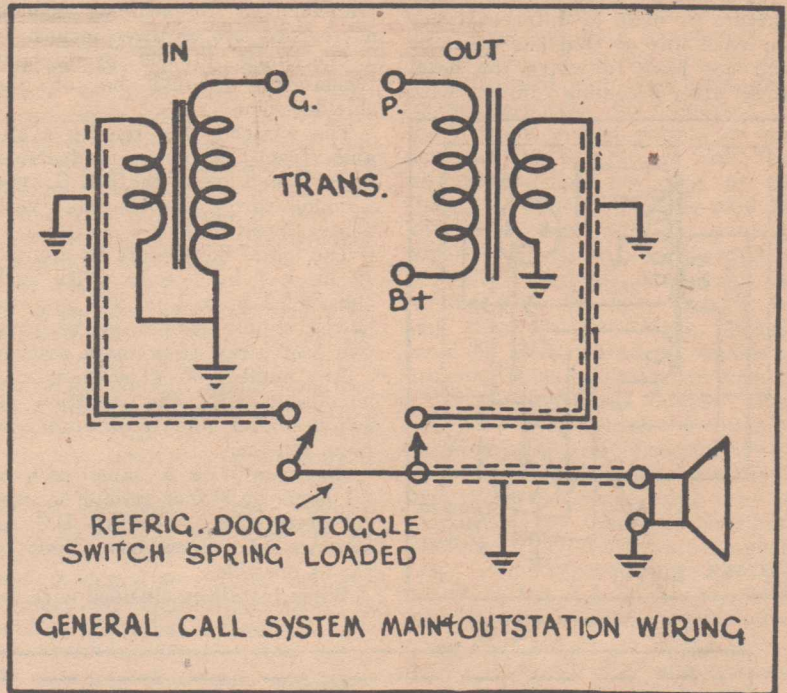 IN
OUT
G.
P.
TRANS.
B+
REFRIG. DOOR TOGGLE
SWITCH SPRING LOADED
GENERAL CALL SYSTEM MAIN & OUTSTATION WIRING